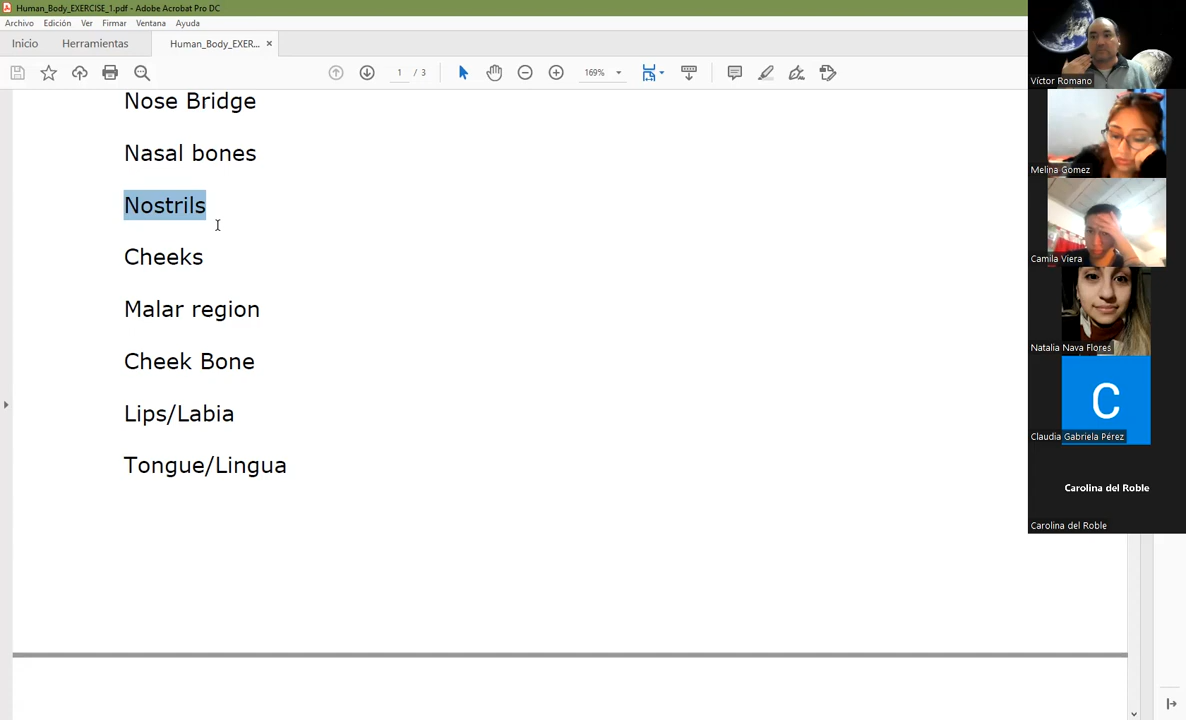 Human_Body_EXERCISE_1.pdf - Adobe Acrobat Pro DC
Archivo Edición Ver Firmar Ventana Ayuda
Inicio Herramientas Human_Body_EXER... ×
1 / 3 169%
Nose Bridge
Nasal bones
Nostrils
Cheeks
Malar region
Cheek Bone
Lips/Labia
Tongue/Lingua
Víctor Romano
Melina Gomez
Camila Viera
Natalia Nava Flores
C
Claudia Gabriela Pérez
Carolina del Roble
Carolina del Roble